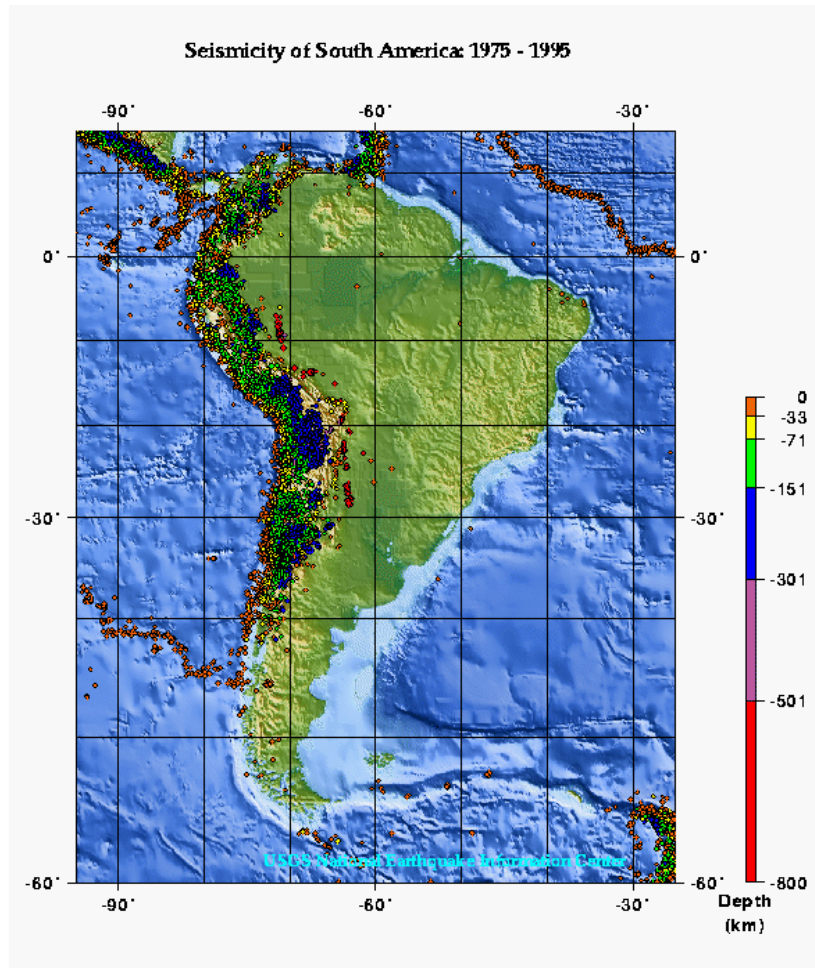 Seismicity of South America: 1975 - 1995
-90° -60° -30°
0° 0°
-30° -30°
-60° -60°
-90° -60° -30°
USGS National Earthquake Information Center
0
-33
-71
-151
-301
-501
-800
Depth
(km)